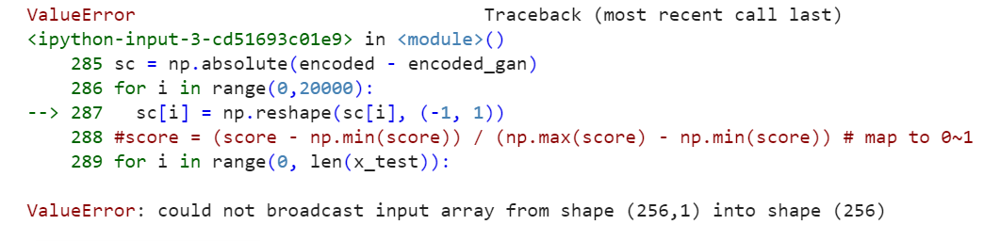 ValueError Traceback (most recent call last)
<ipython-input-3-cd51693c01e9> in <module>()
285 sc = np.absolute(encoded - encoded_gan)
286 for i in range(0,20000):
--> 287 sc[i] = np.reshape(sc[i], (-1, 1))
288 #score = (score - np.min(score)) / (np.max(score) - np.min(score)) # map to 0~1
289 for i in range(0, len(x_test)):
ValueError: could not broadcast input array from shape (256,1) into shape (256)